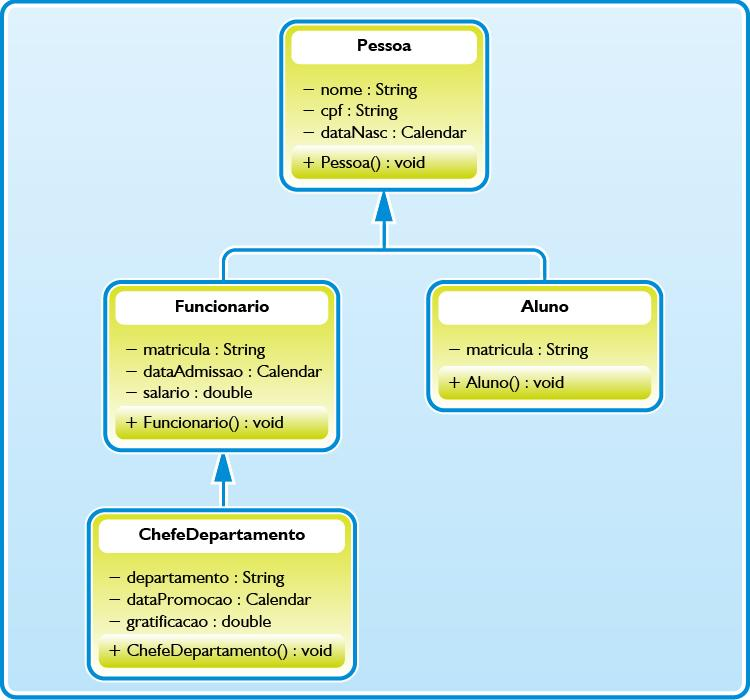 Pessoa
− nome : String
− cpf : String
− dataNasc : Calendar
+ Pessoa() : void
Funcionario
− matricula : String
− dataAdmissao : Calendar
− salario : double
+ Funcionario() : void
Aluno
− matricula : String
+ Aluno() : void
ChefeDepartamento
− departamento : String
− dataPromocao : Calendar
− gratificacao : double
+ ChefeDepartamento() : void